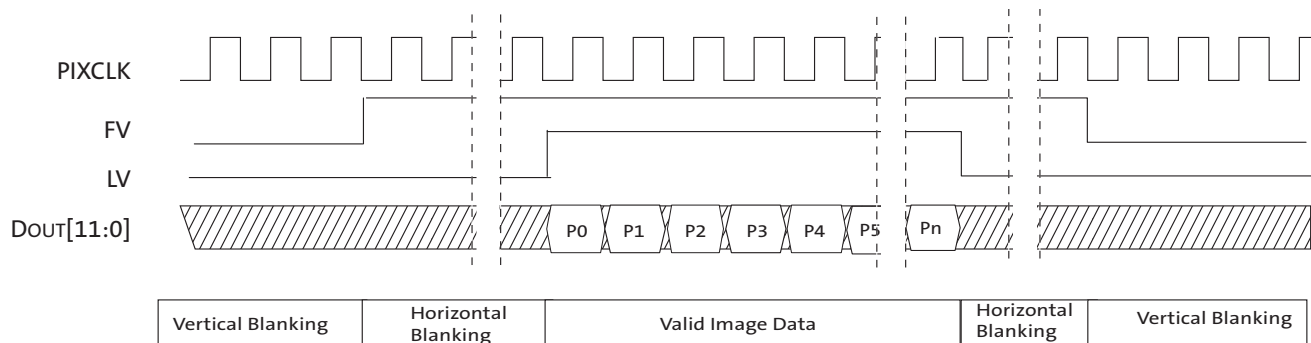 PIXCLK
FV
LV
DOUT[11:0]
P0 P1 P2 P3 P4 P5 Pn
Vertical Blanking
Horizontal
Blanking
Valid Image Data
Horizontal
Blanking
Vertical Blanking